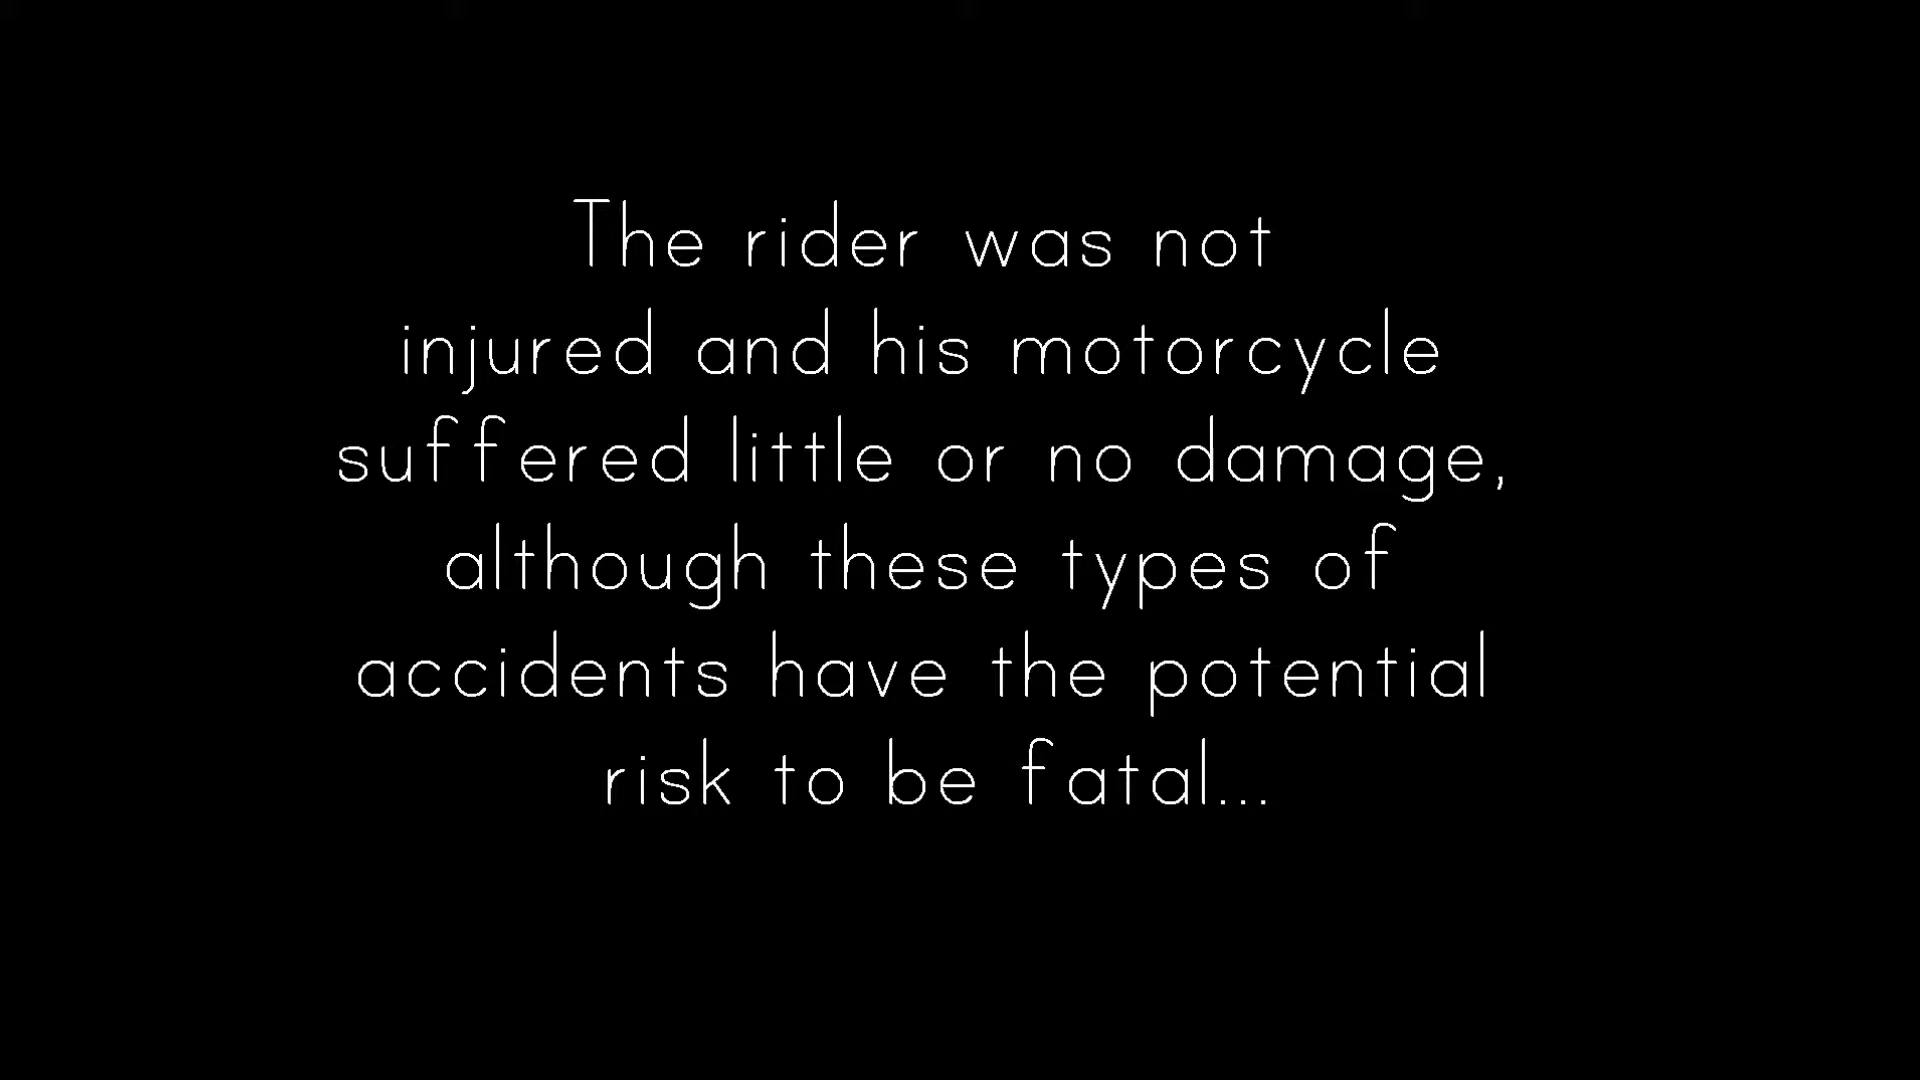 The rider was not
injured and his motorcycle
suffered little or no damage,
although these types of
accidents have the potential
risk to be fatal...